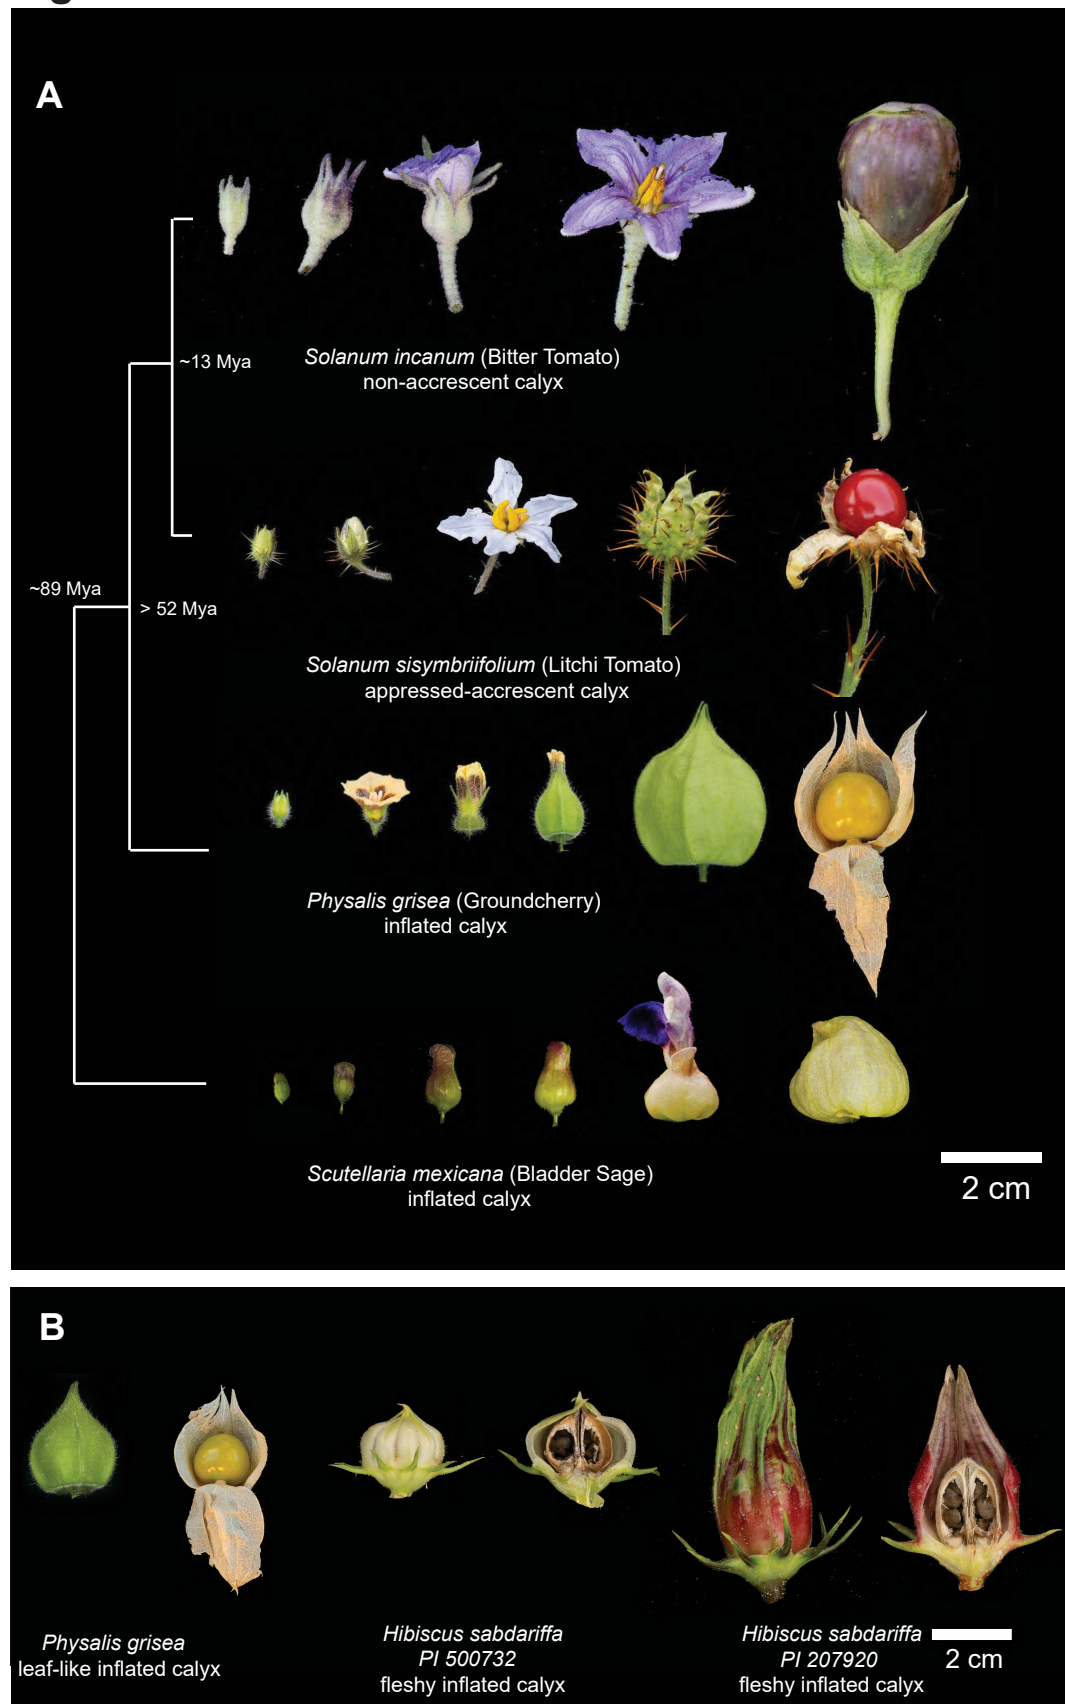 A
~13 Mya
Solanum incanum (Bitter Tomato)
non-accrescent calyx
~89 Mya
> 52 Mya
Solanum sisymbriifolium (Litchi Tomato)
appressed-accrescent calyx
Physalis grisea (Groundcherry)
inflated calyx
Scutellaria mexicana (Bladder Sage)
inflated calyx
2 cm
B
Physalis grisea
leaf-like inflated calyx
Hibiscus sabdariffa
PI 500732
fleshy inflated calyx
Hibiscus sabdariffa
PI 207920
fleshy inflated calyx
2 cm